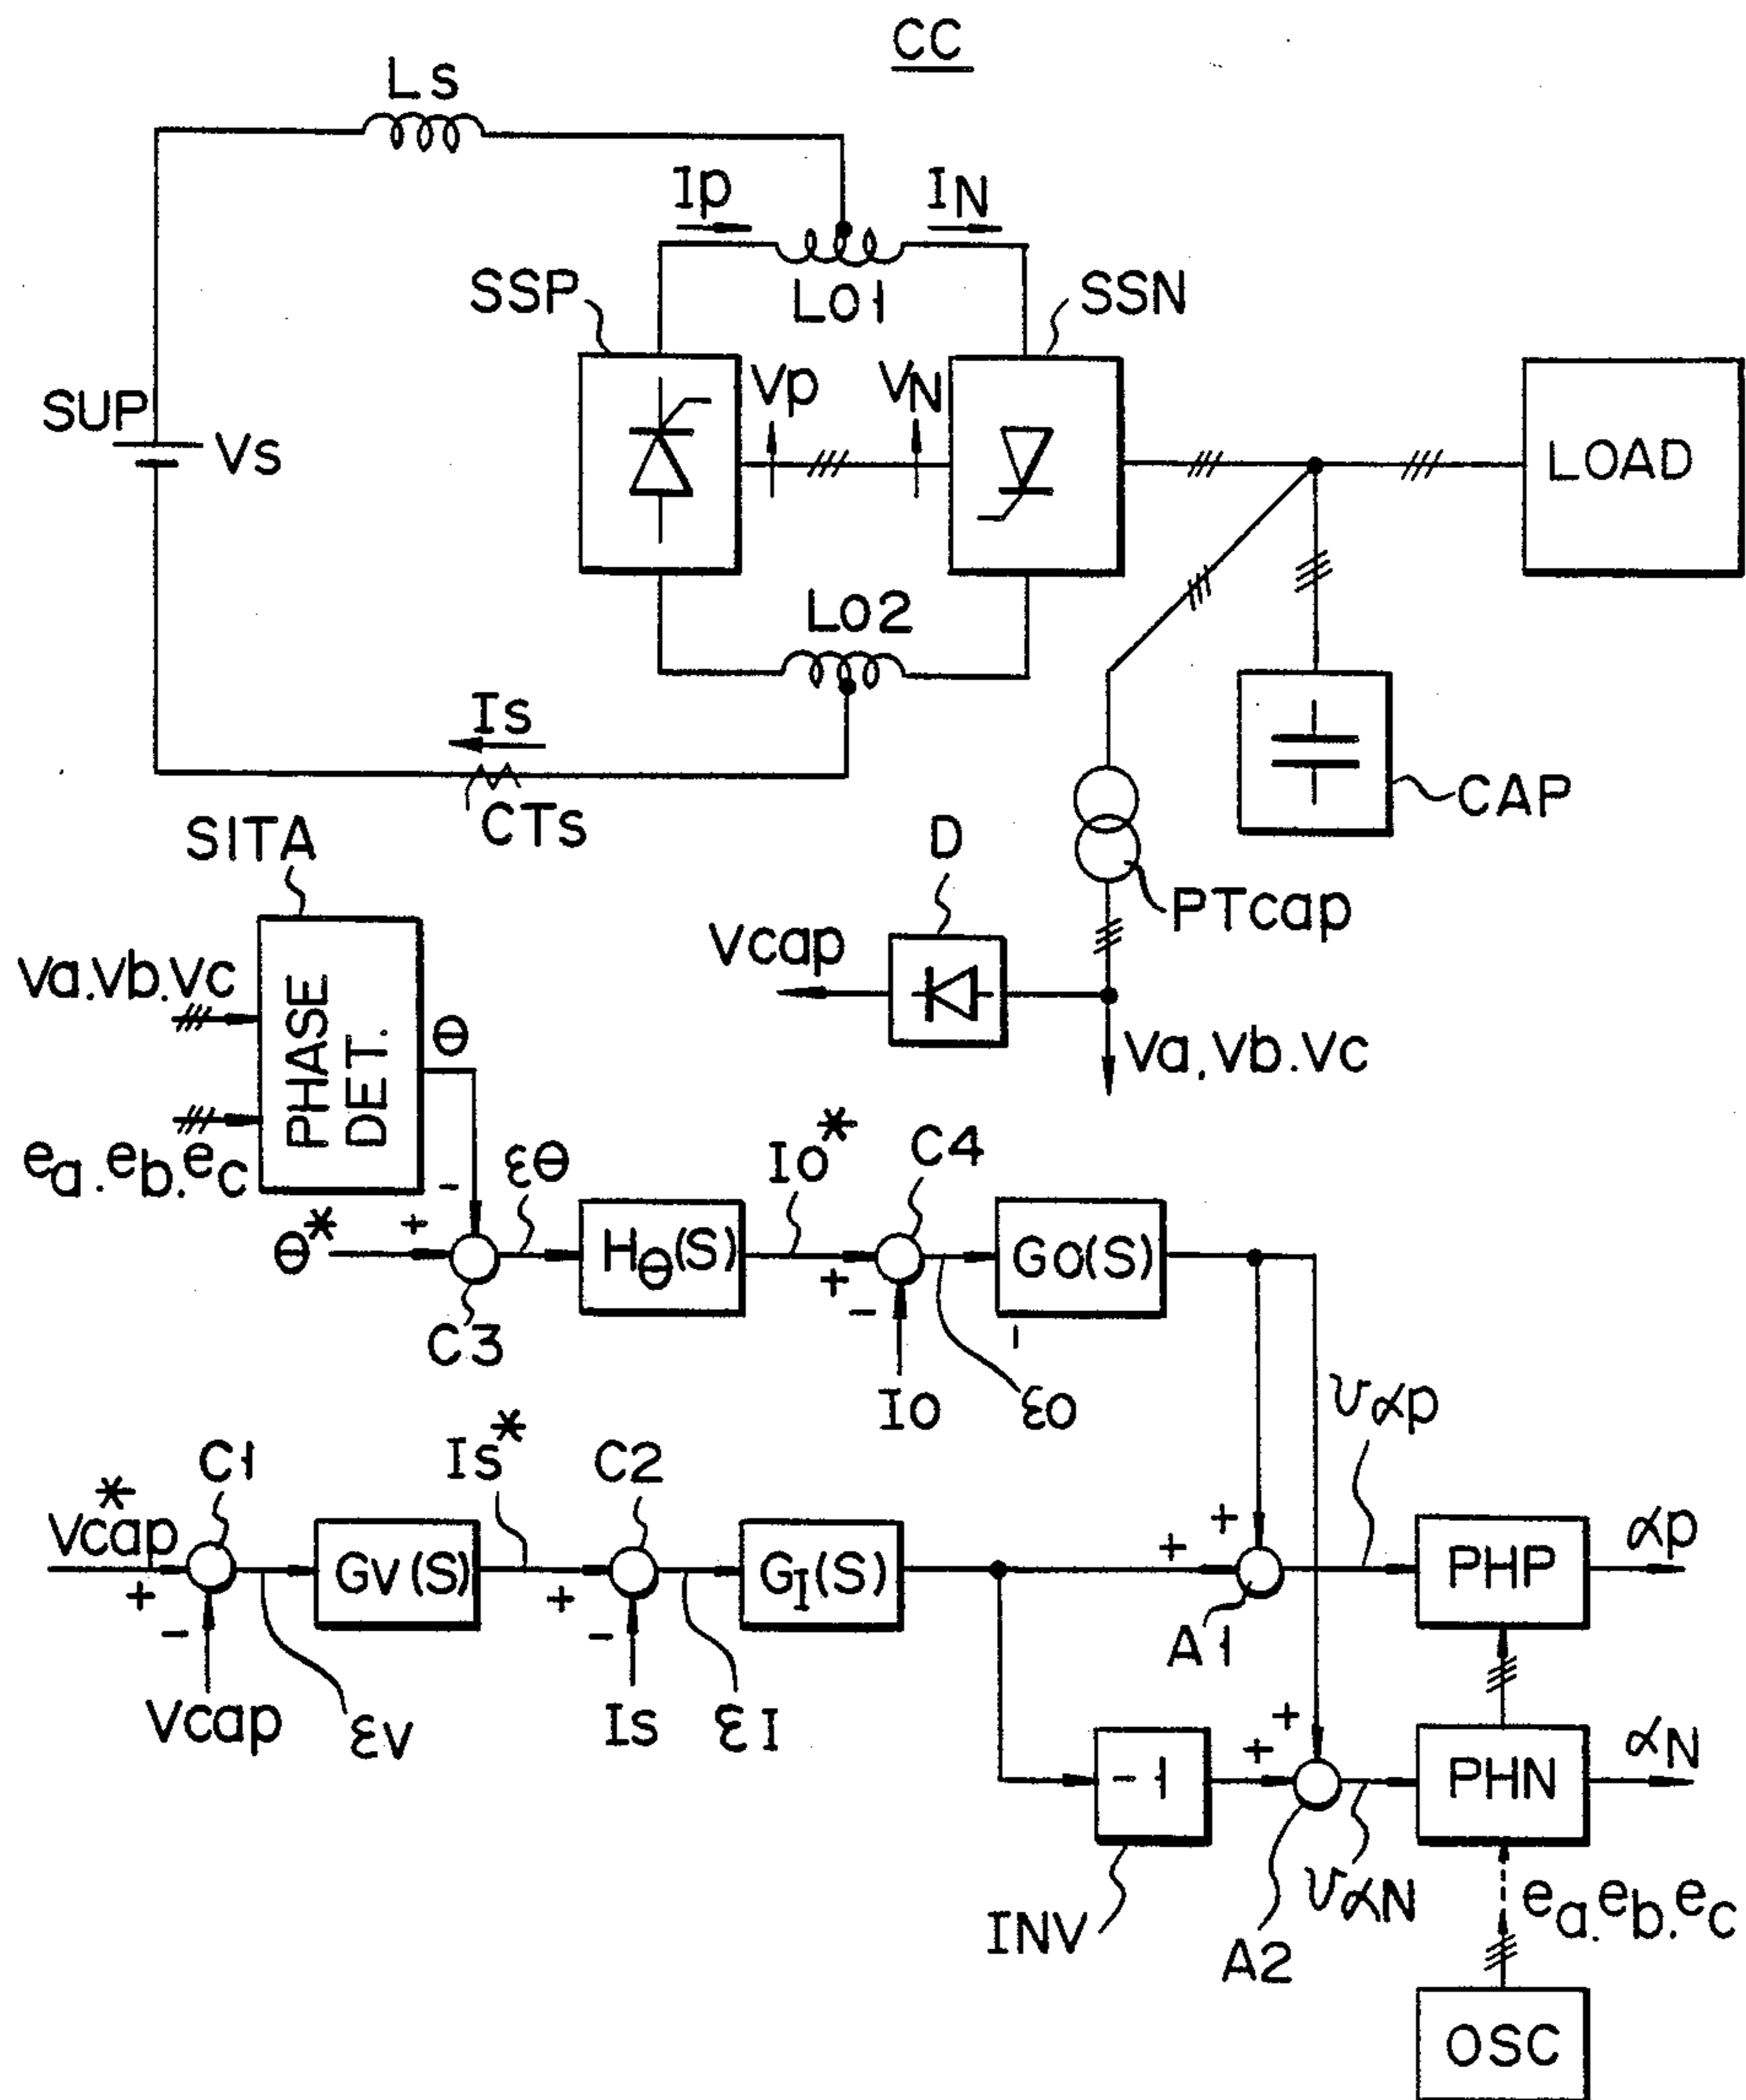 CC
Ls
Ip
IN
SSP
Lo1
SSN
Vp
VN
SUP
Vs
LOAD
Lo2
Is
CTs
CAP
SITA
D
PTcap
Vcap
Va.Vb.Vc
PHASE
DET.
θ
Va.Vb.Vc
ea.eb.ec
-
εθ
Io*
C4
θ*
+
Hθ(S)
+
-
Go(S)
C3
-
Io
εo
vαp
C1
Is*
C2
Vcap*
+
-
Gv(S)
+
-
GI(S)
+
+
A1
PHP
αp
Vcap
εv
Is
εI
-1
+
+
PHN
αN
INV
A2
vαN
ea.eb.ec
OSC